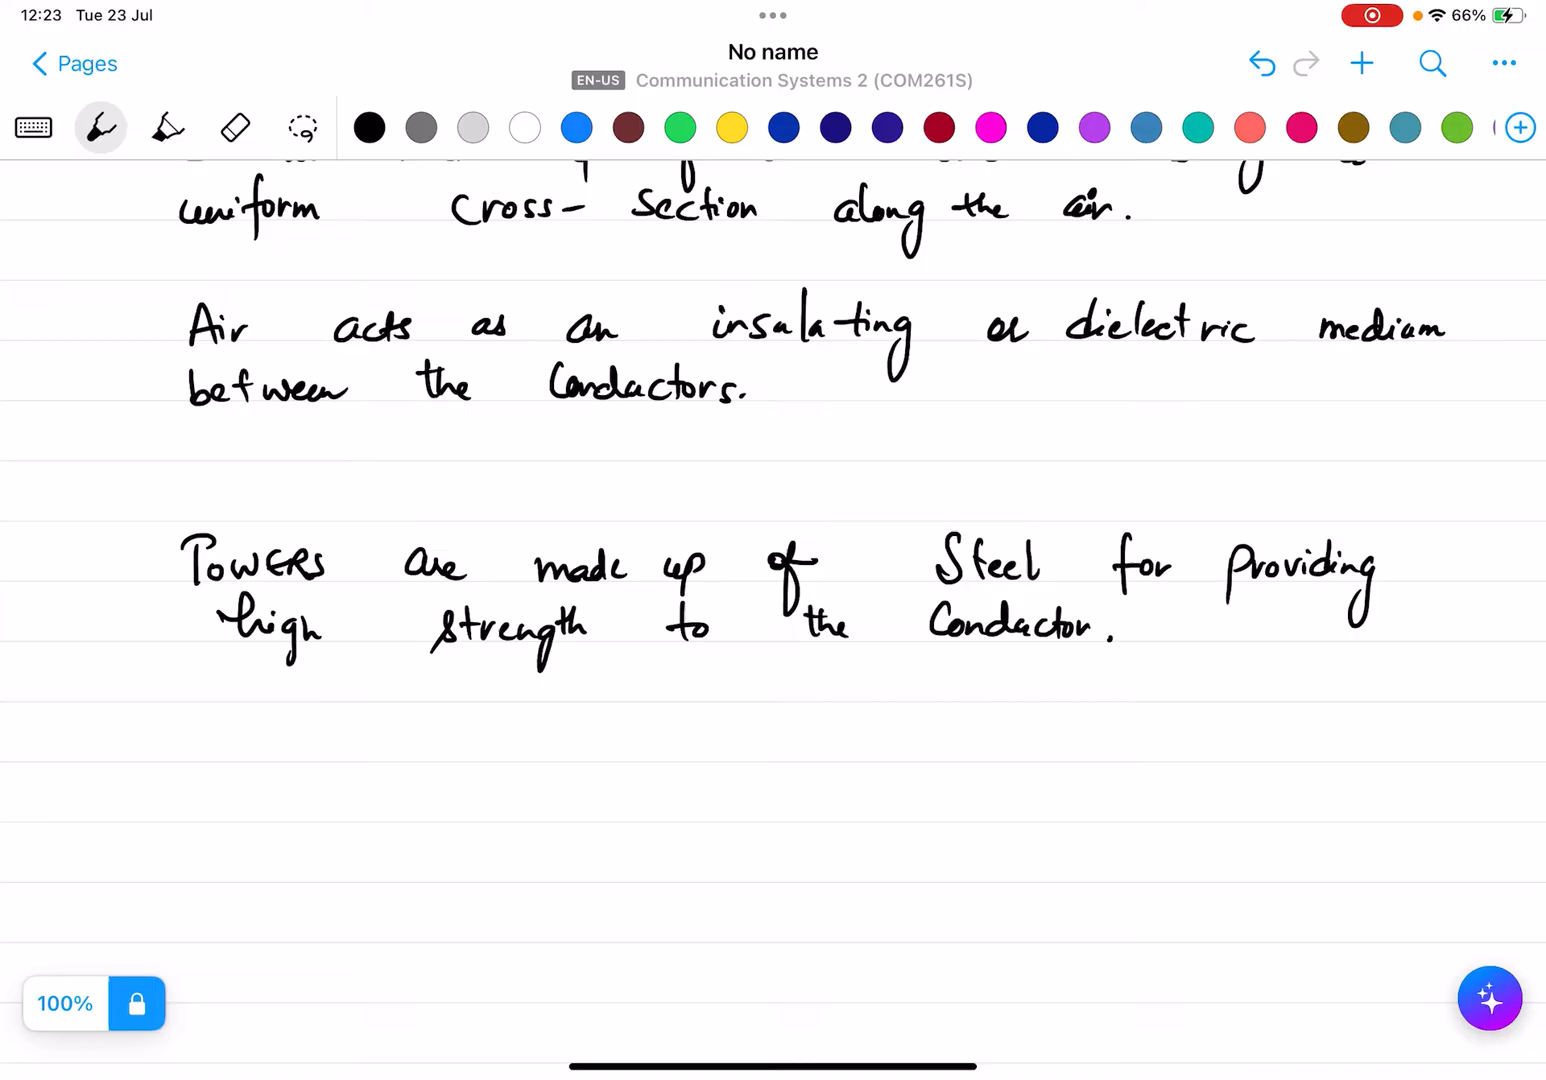 12:23 Tue 23 Jul
66%
Pages
No name
EN-US Communication Systems 2 (COM261S)
uniform cross- section along the air.
Air acts as an insulating or dielectric medium
between the Conductors.
TOWERS are made up of Steel for providing
high strength to the Conductor.
100%